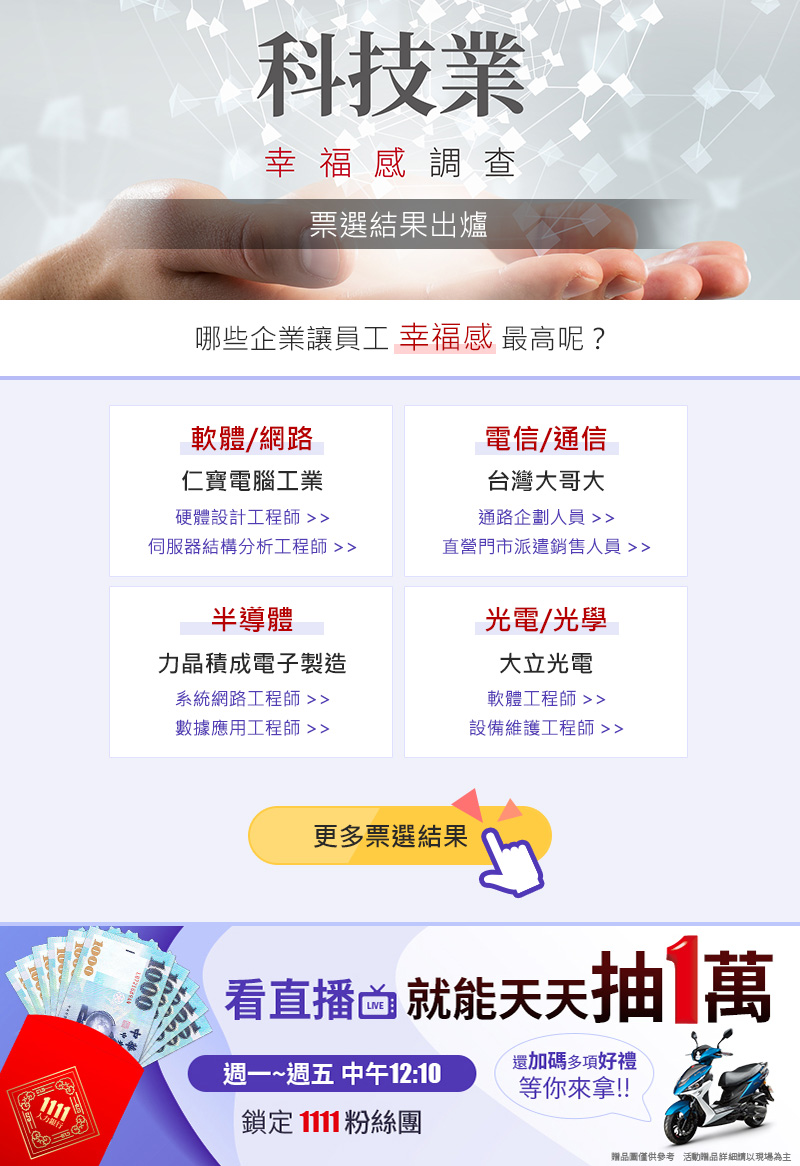 科技業
幸福感調查
票選結果出爐
哪些企業讓員工 幸福感 最高呢？
軟體/網路
仁寶電腦工業
硬體設計工程師 >>
伺服器結構分析工程師 >>
電信/通信
台灣大哥大
通路企劃人員 >>
直營門市派遣銷售人員 >>
半導體
力晶積成電子製造
系統網路工程師 >>
數據應用工程師 >>
光電/光學
大立光電
軟體工程師 >>
設備維護工程師 >>
更多票選結果
看直播 LIVE 就能天天抽1萬
週一~週五 中午12:10
鎖定 1111 粉絲團
還加碼多項好禮
等你來拿!!
1000
1000
1111
人力銀行
贈品圖僅供參考 活動贈品詳細請以現場為主